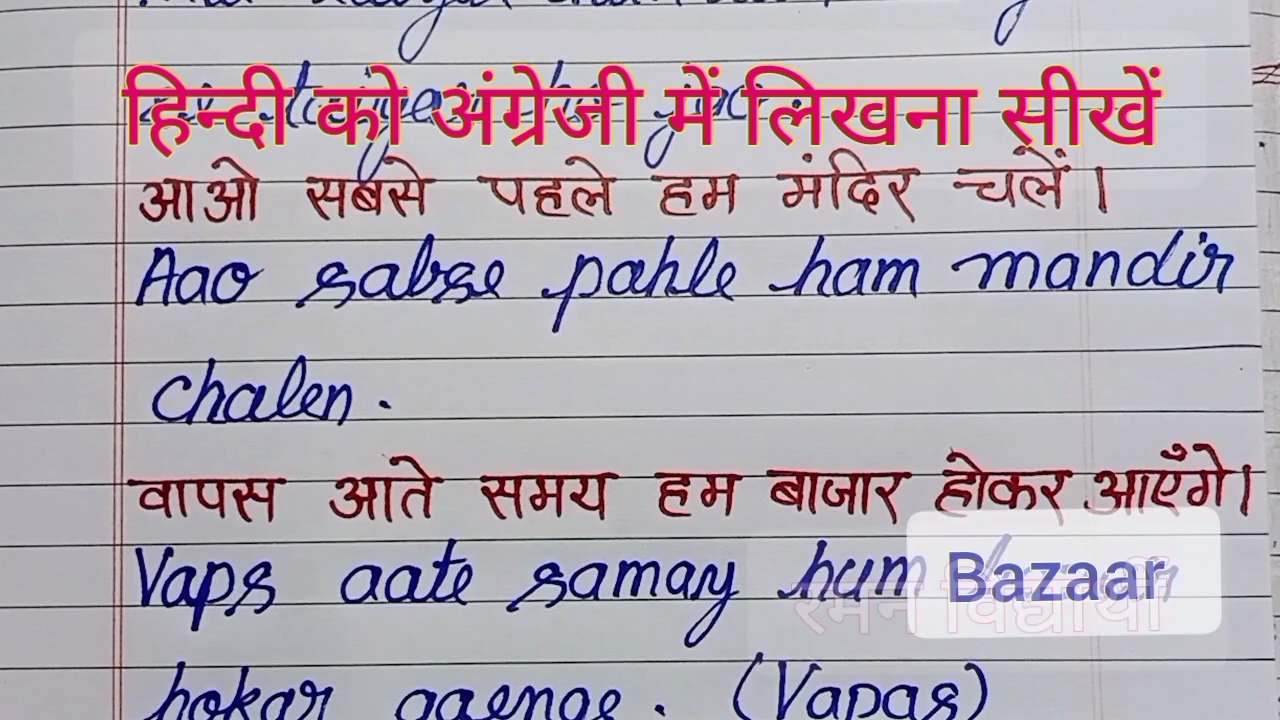 हिन्दी को अंग्रेजी में लिखना सीखें
आओ सबसे पहले हम मंदिर चलें।
Aao sabse pahle ham mandir
chalen.
वापस आते समय हम बाजार होकर आएँगे।
Vaps aate samay hum Bazaar
रमन विद्यार्थी
hokar aaenge. (Vapas)